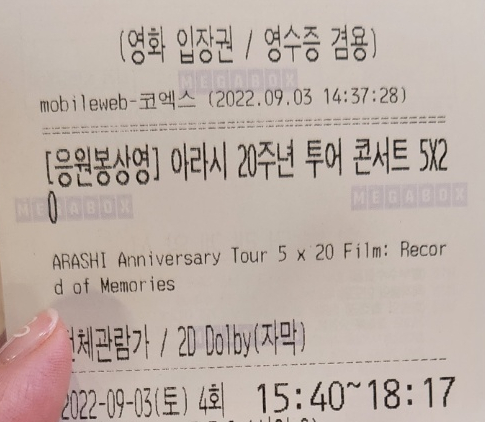 (영화 입장권 / 영수증 겸용)
MEGABOX
mobileweb-코엑스 (2022.09.03 14:37:28)
[응원봉상영] 아라시 20주년 투어 콘서트 5X2
0
MEGABOX
MEGABOX
ARASHI Anniversary Tour 5 x 20 Film: Recor
d of Memories
전체관람가 / 2D Dolby(자막)
2022-09-03(토) 4회 15:40~18:17